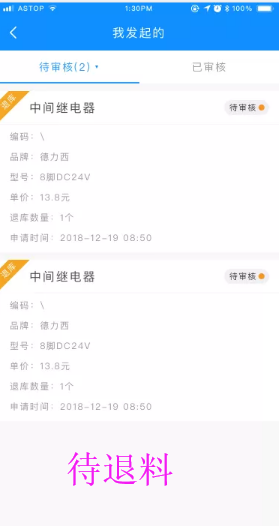 ASTOP 1:30PM 100%
我发起的
待审核(2) 已审核
退库
中间继电器 待审核
编码：\
品牌：德力西
型号：8脚DC24V
单价：13.8元
退库数量：1个
申请时间：2018-12-19 08:50
退库
中间继电器 待审核
编码：\
品牌：德力西
型号：8脚DC24V
单价：13.8元
退库数量：1个
申请时间：2018-12-19 08:50
待退料